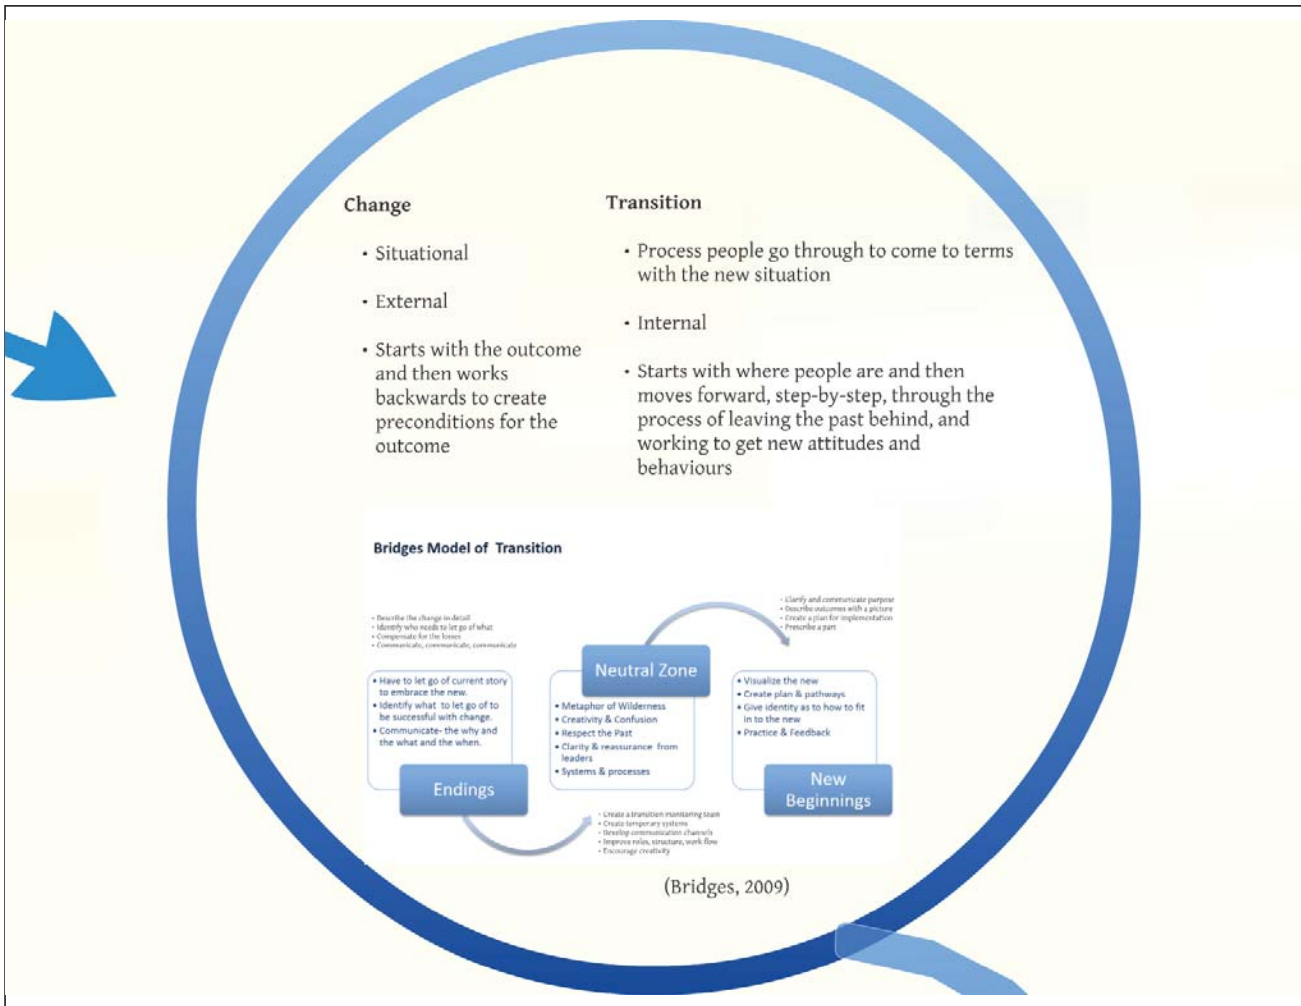 Change
• Situational
• External
• Starts with the outcome
and then works
backwards to create
preconditions for the
outcome
Transition
• Process people go through to come to terms
with the new situation
• Internal
• Starts with where people are and then
moves forward, step-by-step, through the
process of leaving the past behind, and
working to get new attitudes and
behaviours
Bridges Model of Transition
• Describe the change in detail
• Identify who needs to let go of what
• Compensate for the losses
• Communicate, communicate, communicate
• Have to let go of current story
to embrace the new.
• Identify what to let go of to
be successful with change.
• Communicate- the why and
the what and the when.
Endings
Neutral Zone
• Metaphor of Wilderness
• Creativity & Confusion
• Respect the Past
• Clarity & reassurance from
leaders
• Systems & processes
• Create a transition monitoring team
• Create temporary systems
• Develop communication channels
• Improve roles, structure, work flow
• Encourage creativity
• Clarify and communicate purpose
• Describe outcomes with a picture
• Create a plan for implementation
• Prescribe a part
• Visualize the new
• Create plan & pathways
• Give identity as to how to fit
in to the new
• Practice & Feedback
New
Beginnings
(Bridges, 2009)